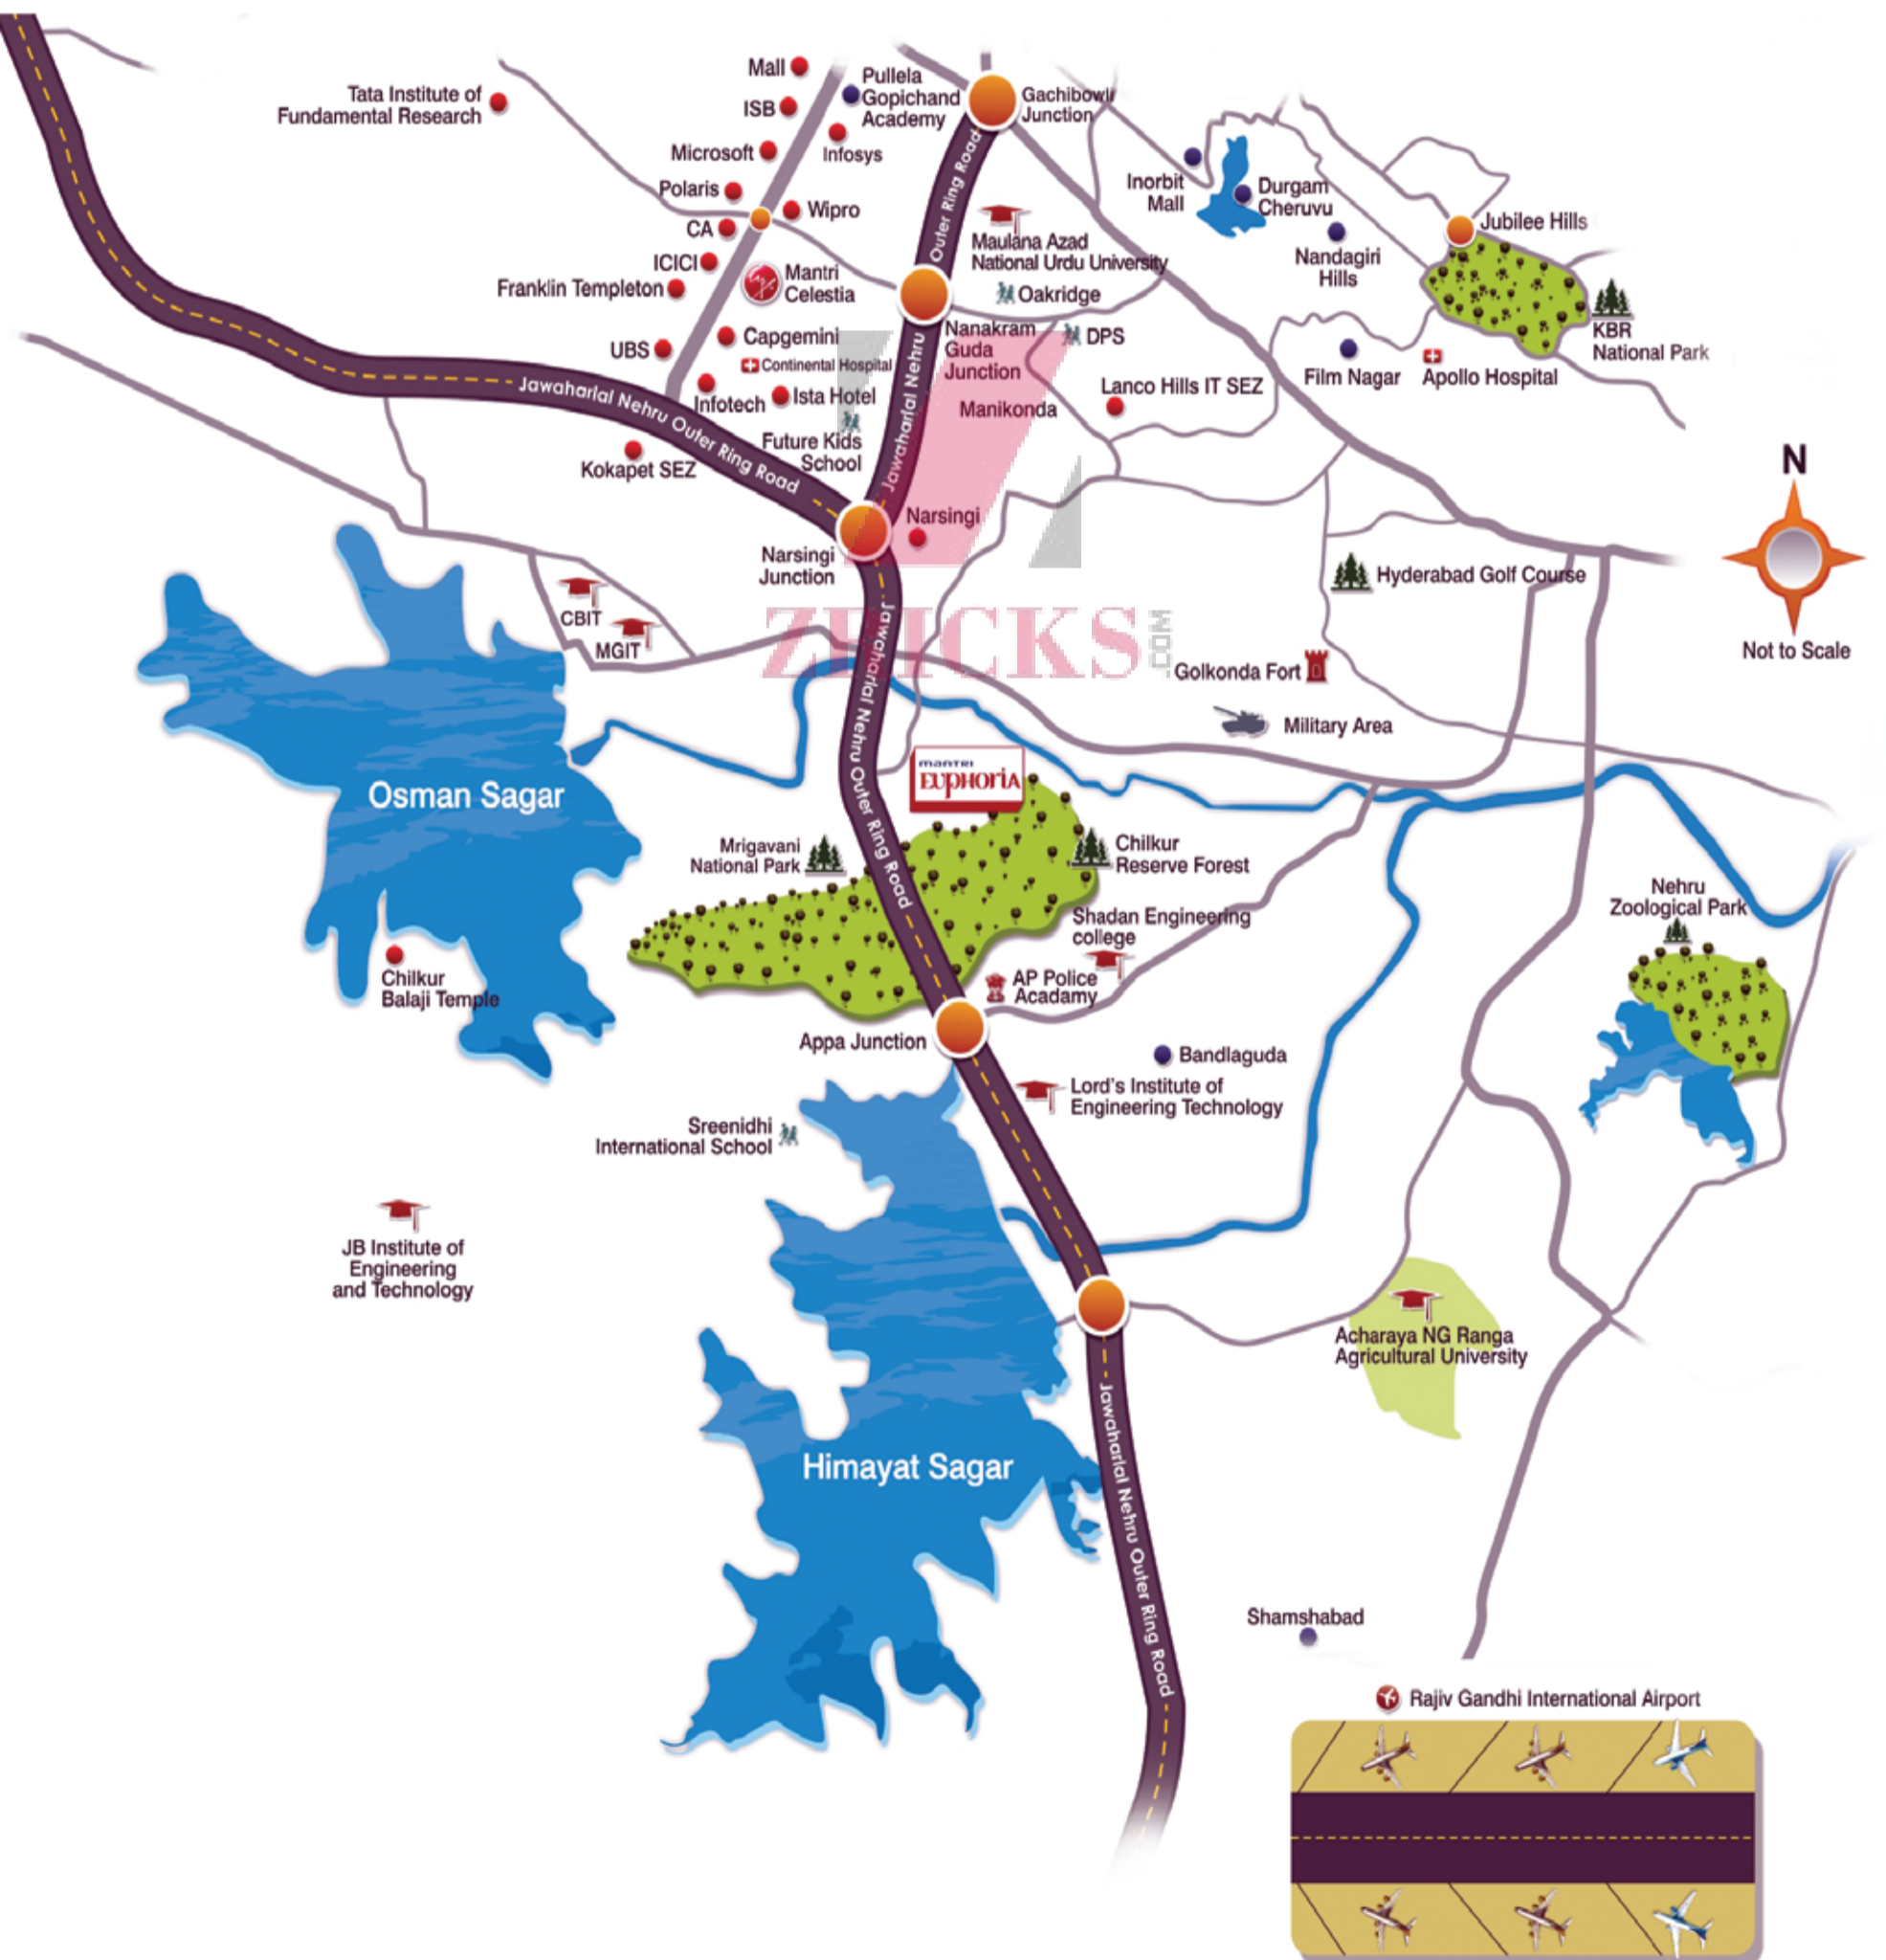 Mall
Pullela
Gopichand
Academy
Gachibowli
Junction
Tata Institute of
Fundamental Research
ISB
Microsoft
Infosys
Polaris
Wipro
CA
ICICI
Franklin Templeton
Mantri
Celestia
UBS
Capgemini
Continental Hospital
Infotech
Ista Hotel
Future Kids
School
Kokapet SEZ
Jawaharlal Nehru Outer Ring Road
Outer Ring Road
Jawaharlal Nehru
Maulana Azad
National Urdu University
Oakridge
Nanakram
Guda
Junction
DPS
Manikonda
Lanco Hills IT SEZ
Inorbit
Mall
Durgam
Cheruvu
Nandagiri
Hills
Jubilee Hills
KBR
National Park
Film Nagar
Apollo Hospital
N
Not to Scale
Narsingi
Narsingi
Junction
CBIT
MGIT
ZRICKS
.COM
Hyderabad Golf Course
Golkonda Fort
Military Area
Jawaharlal Nehru Outer Ring Road
Osman Sagar
mantri
EUPHORIA
Mrigavani
National Park
Chilkur
Reserve Forest
Shadan Engineering
college
AP Police
Acadamy
Nehru
Zoological Park
Chilkur
Balaji Temple
Appa Junction
Bandlaguda
Lord's Institute of
Engineering Technology
Sreenidhi
International School
JB Institute of
Engineering
and Technology
Acharaya NG Ranga
Agricultural University
Himayat Sagar
Jawaharlal Nehru Outer Ring Road
Shamshabad
Rajiv Gandhi International Airport